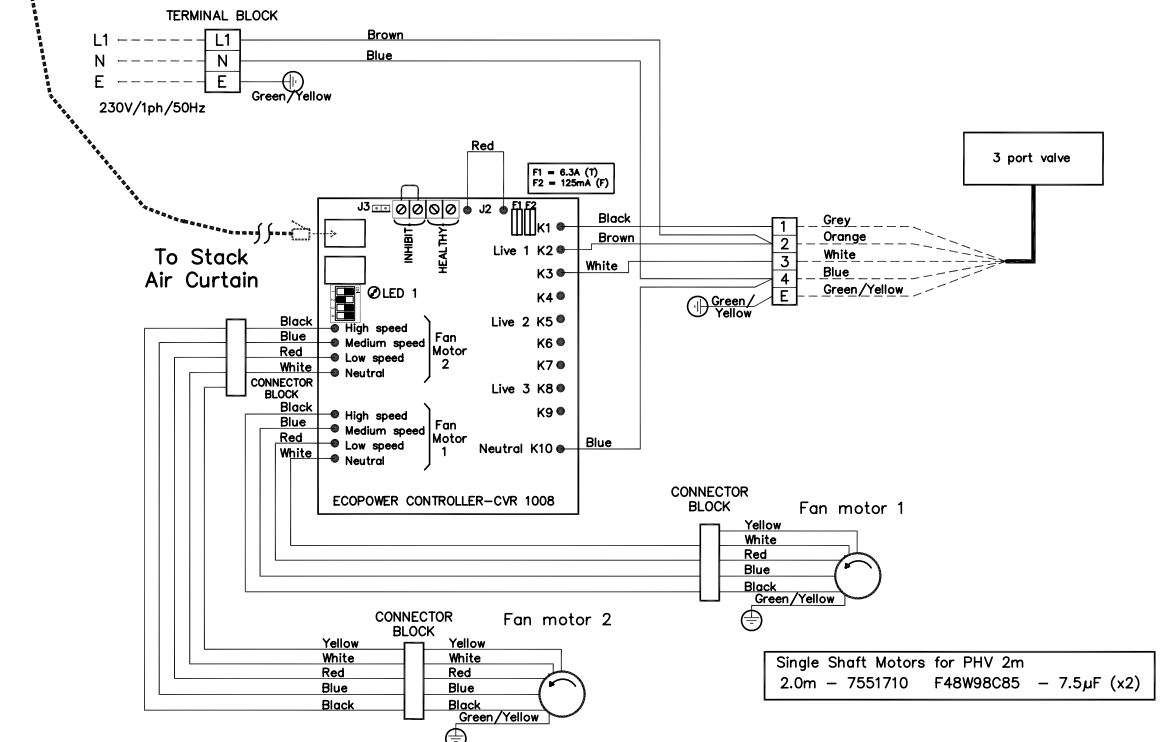 TERMINAL BLOCK
L1 L1 Brown
N N Blue
E E
Green/Yellow
230V/1ph/50Hz
Red
F1 = 6.3A (T)
F2 = 125mA (F)
3 port valve
J3 J2 F1 F2
INHIBIT
HEALTHY
To Stack
Air Curtain
LED 1
K1 Black
Live 1 K2 Brown
K3 White
K4
Live 2 K5
K6
K7
Live 3 K8
K9
Neutral K10 Blue
1 Grey
2 Orange
3 White
4 Blue
E Green/Yellow
Green/
Yellow
Black High speed
Blue Medium speed
Red Low speed
White Neutral
Fan
Motor
2
CONNECTOR
BLOCK
Black High speed
Blue Medium speed
Red Low speed
White Neutral
Fan
Motor
1
ECOPOWER CONTROLLER-CVR 1008
CONNECTOR
BLOCK
Fan motor 1
Yellow
White
Red
Blue
Black
Green/Yellow
CONNECTOR
BLOCK
Fan motor 2
Yellow Yellow
White White
Red Red
Blue Blue
Black Black
Green/Yellow
Single Shaft Motors for PHV 2m
2.0m - 7551710 F48W98C85 - 7.5µF (x2)